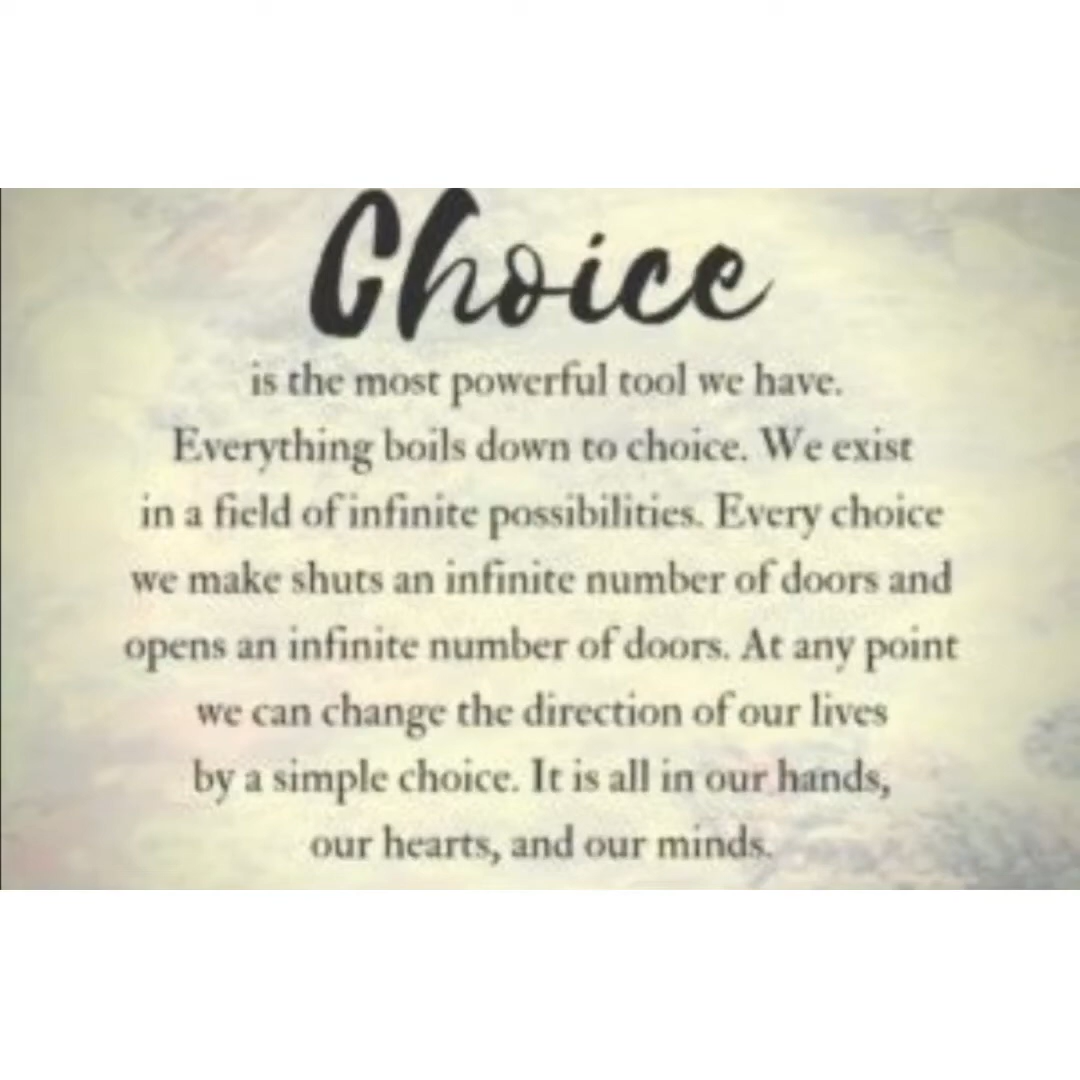 Choice
is the most powerful tool we have.
Everything boils down to choice. We exist
in a field of infinite possibilities. Every choice
we make shuts an infinite number of doors and
opens an infinite number of doors. At any point
we can change the direction of our lives
by a simple choice. It is all in our hands,
our hearts, and our minds.